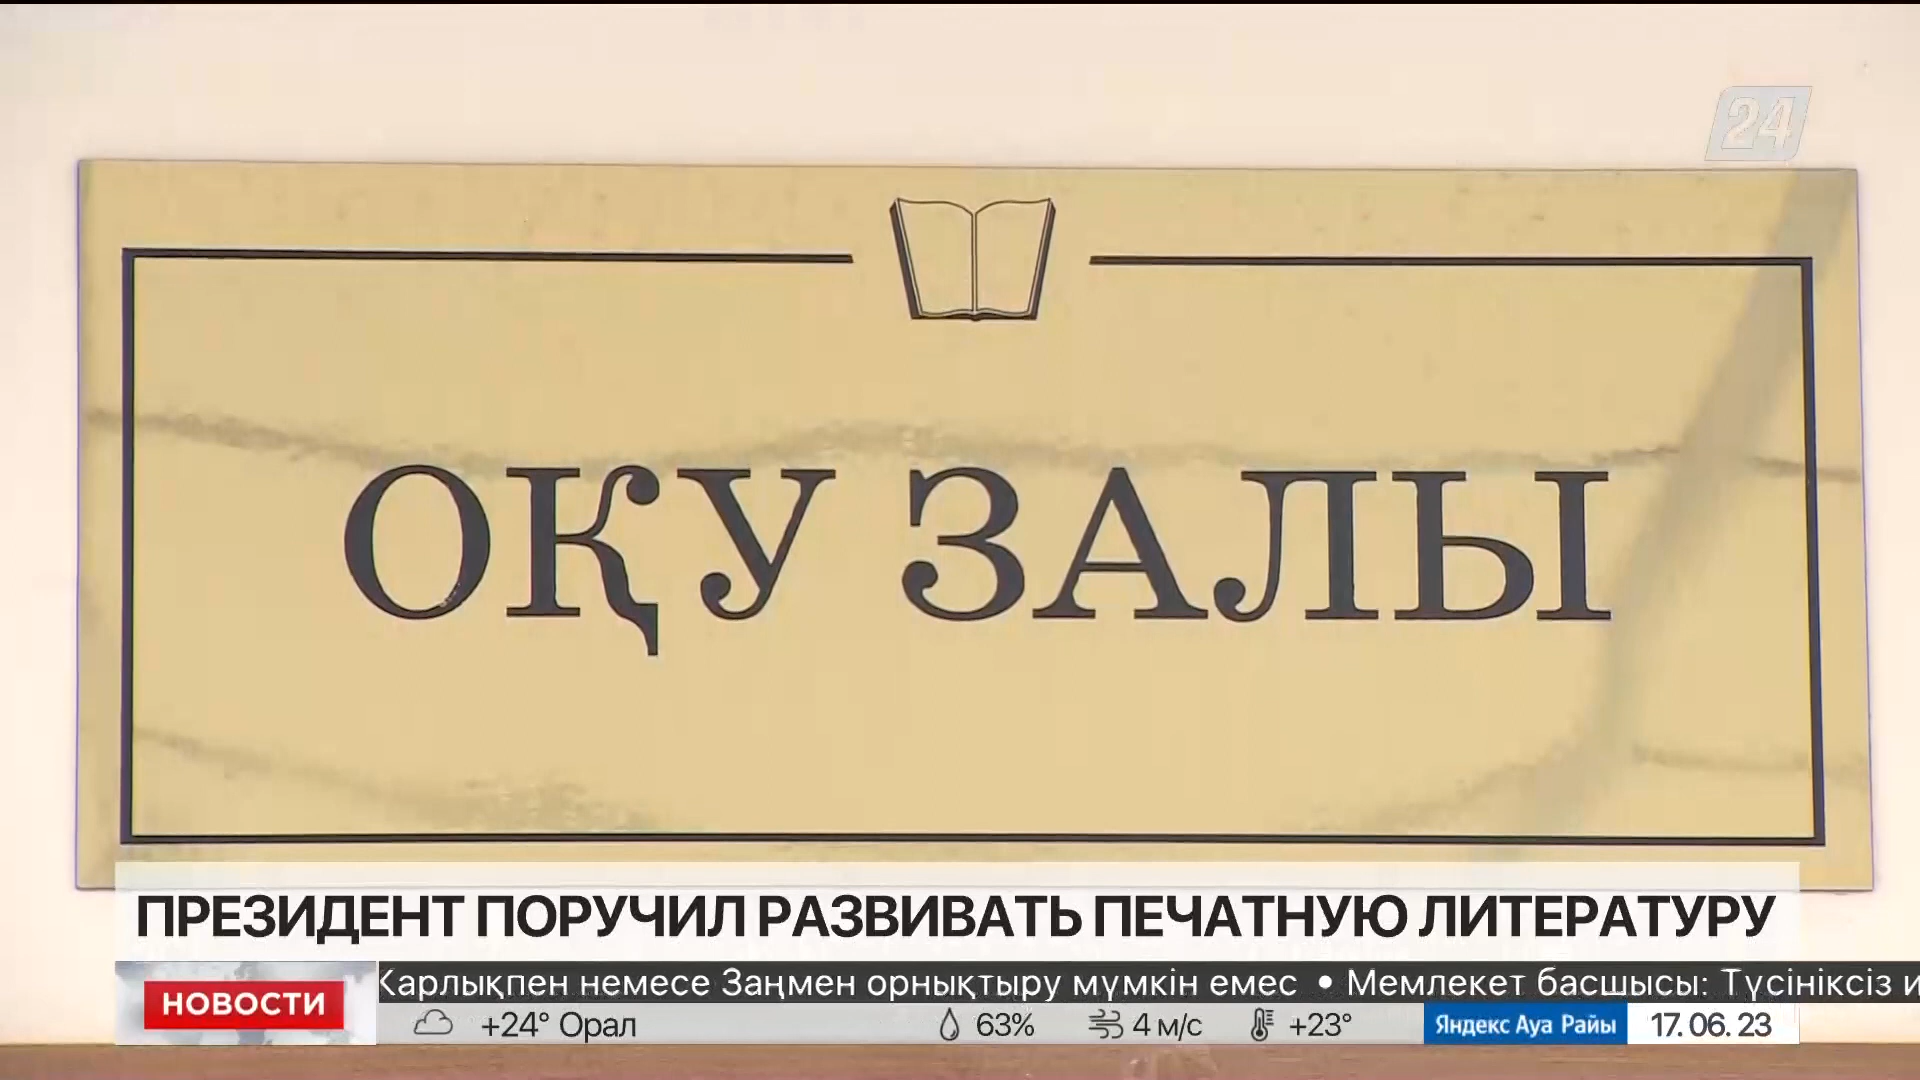 24
ОҚУ ЗАЛЫ
ПРЕЗИДЕНТ ПОРУЧИЛ РАЗВИВАТЬ ПЕЧАТНУЮ ЛИТЕРАТУРУ
НОВОСТИ
Карлықпен немесе Заңмен орнықтыру мүмкін емес • Мемлекет басшысы: Түсініксіз и
+24° Орал 63% 4 м/с +23° Яндекс Ауа Райы 17. 06. 23